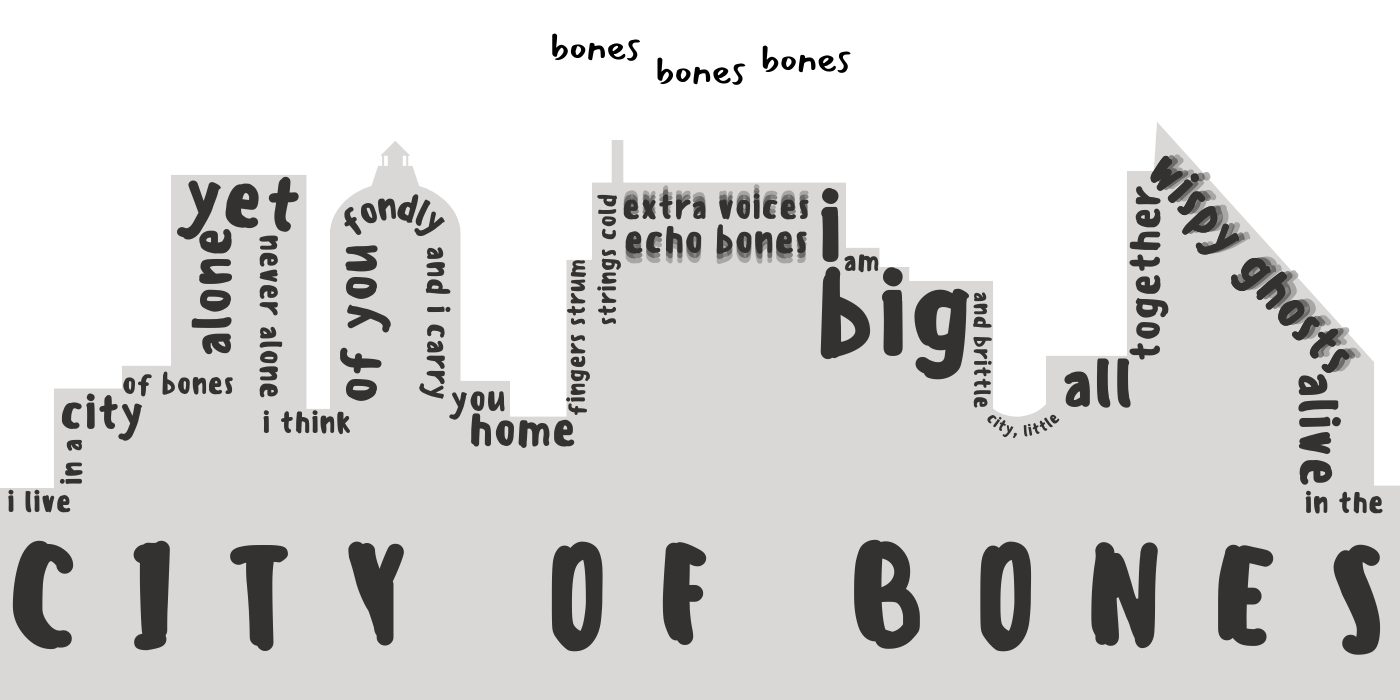 bones
bones
bones
i live
in a
city
of bones
alone
yet
never alone
i think
of you
fondly
and i carry
you
home
fingers strum
strings cold
extra voices
echo bones
i
am
big
and brittle
city, little
all
together
wispy ghosts
alive
in the
CITY OF BONES